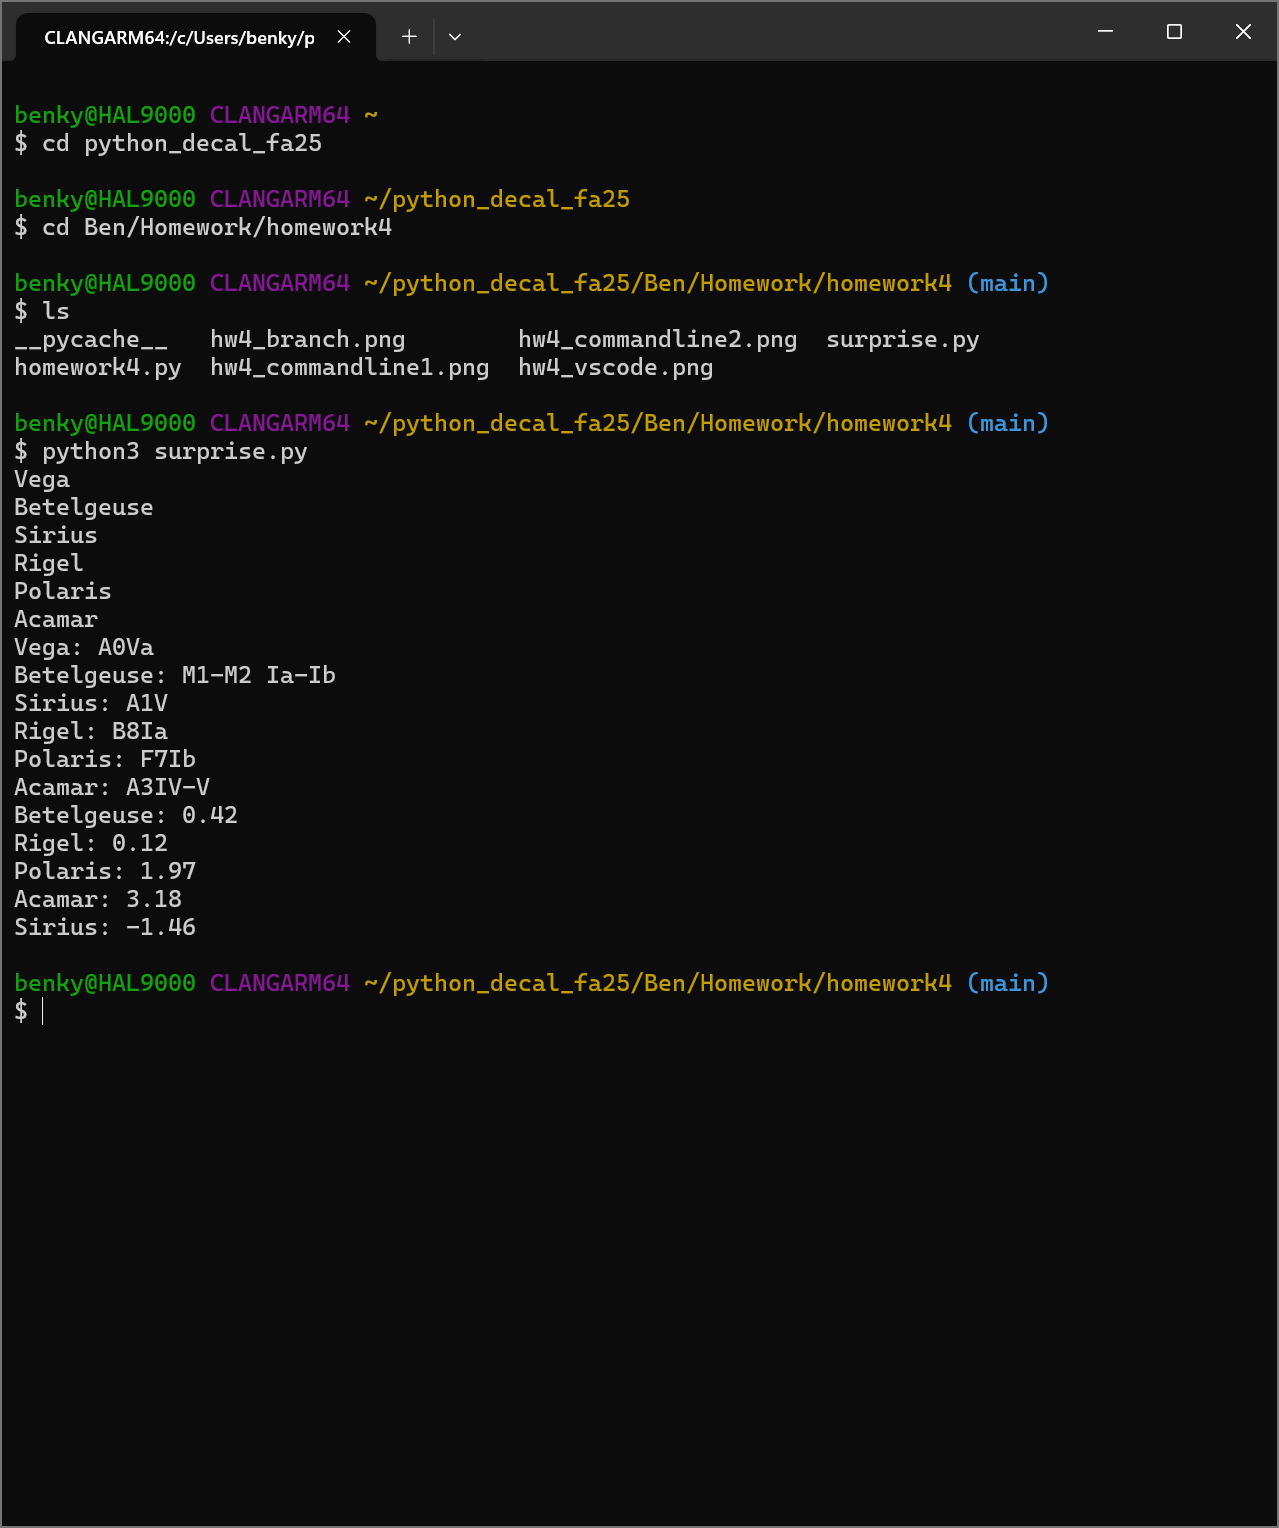 CLANGARM64:/c/Users/benky/p
benky@HAL9000 CLANGARM64 ~
$ cd python_decal_fa25
benky@HAL9000 CLANGARM64 ~/python_decal_fa25
$ cd Ben/Homework/homework4
benky@HAL9000 CLANGARM64 ~/python_decal_fa25/Ben/Homework/homework4 (main)
$ ls
__pycache__   hw4_branch.png        hw4_commandline2.png  surprise.py
homework4.py  hw4_commandline1.png  hw4_vscode.png
benky@HAL9000 CLANGARM64 ~/python_decal_fa25/Ben/Homework/homework4 (main)
$ python3 surprise.py
Vega
Betelgeuse
Sirius
Rigel
Polaris
Acamar
Vega: A0Va
Betelgeuse: M1-M2 Ia-Ib
Sirius: A1V
Rigel: B8Ia
Polaris: F7Ib
Acamar: A3IV-V
Betelgeuse: 0.42
Rigel: 0.12
Polaris: 1.97
Acamar: 3.18
Sirius: -1.46
benky@HAL9000 CLANGARM64 ~/python_decal_fa25/Ben/Homework/homework4 (main)
$